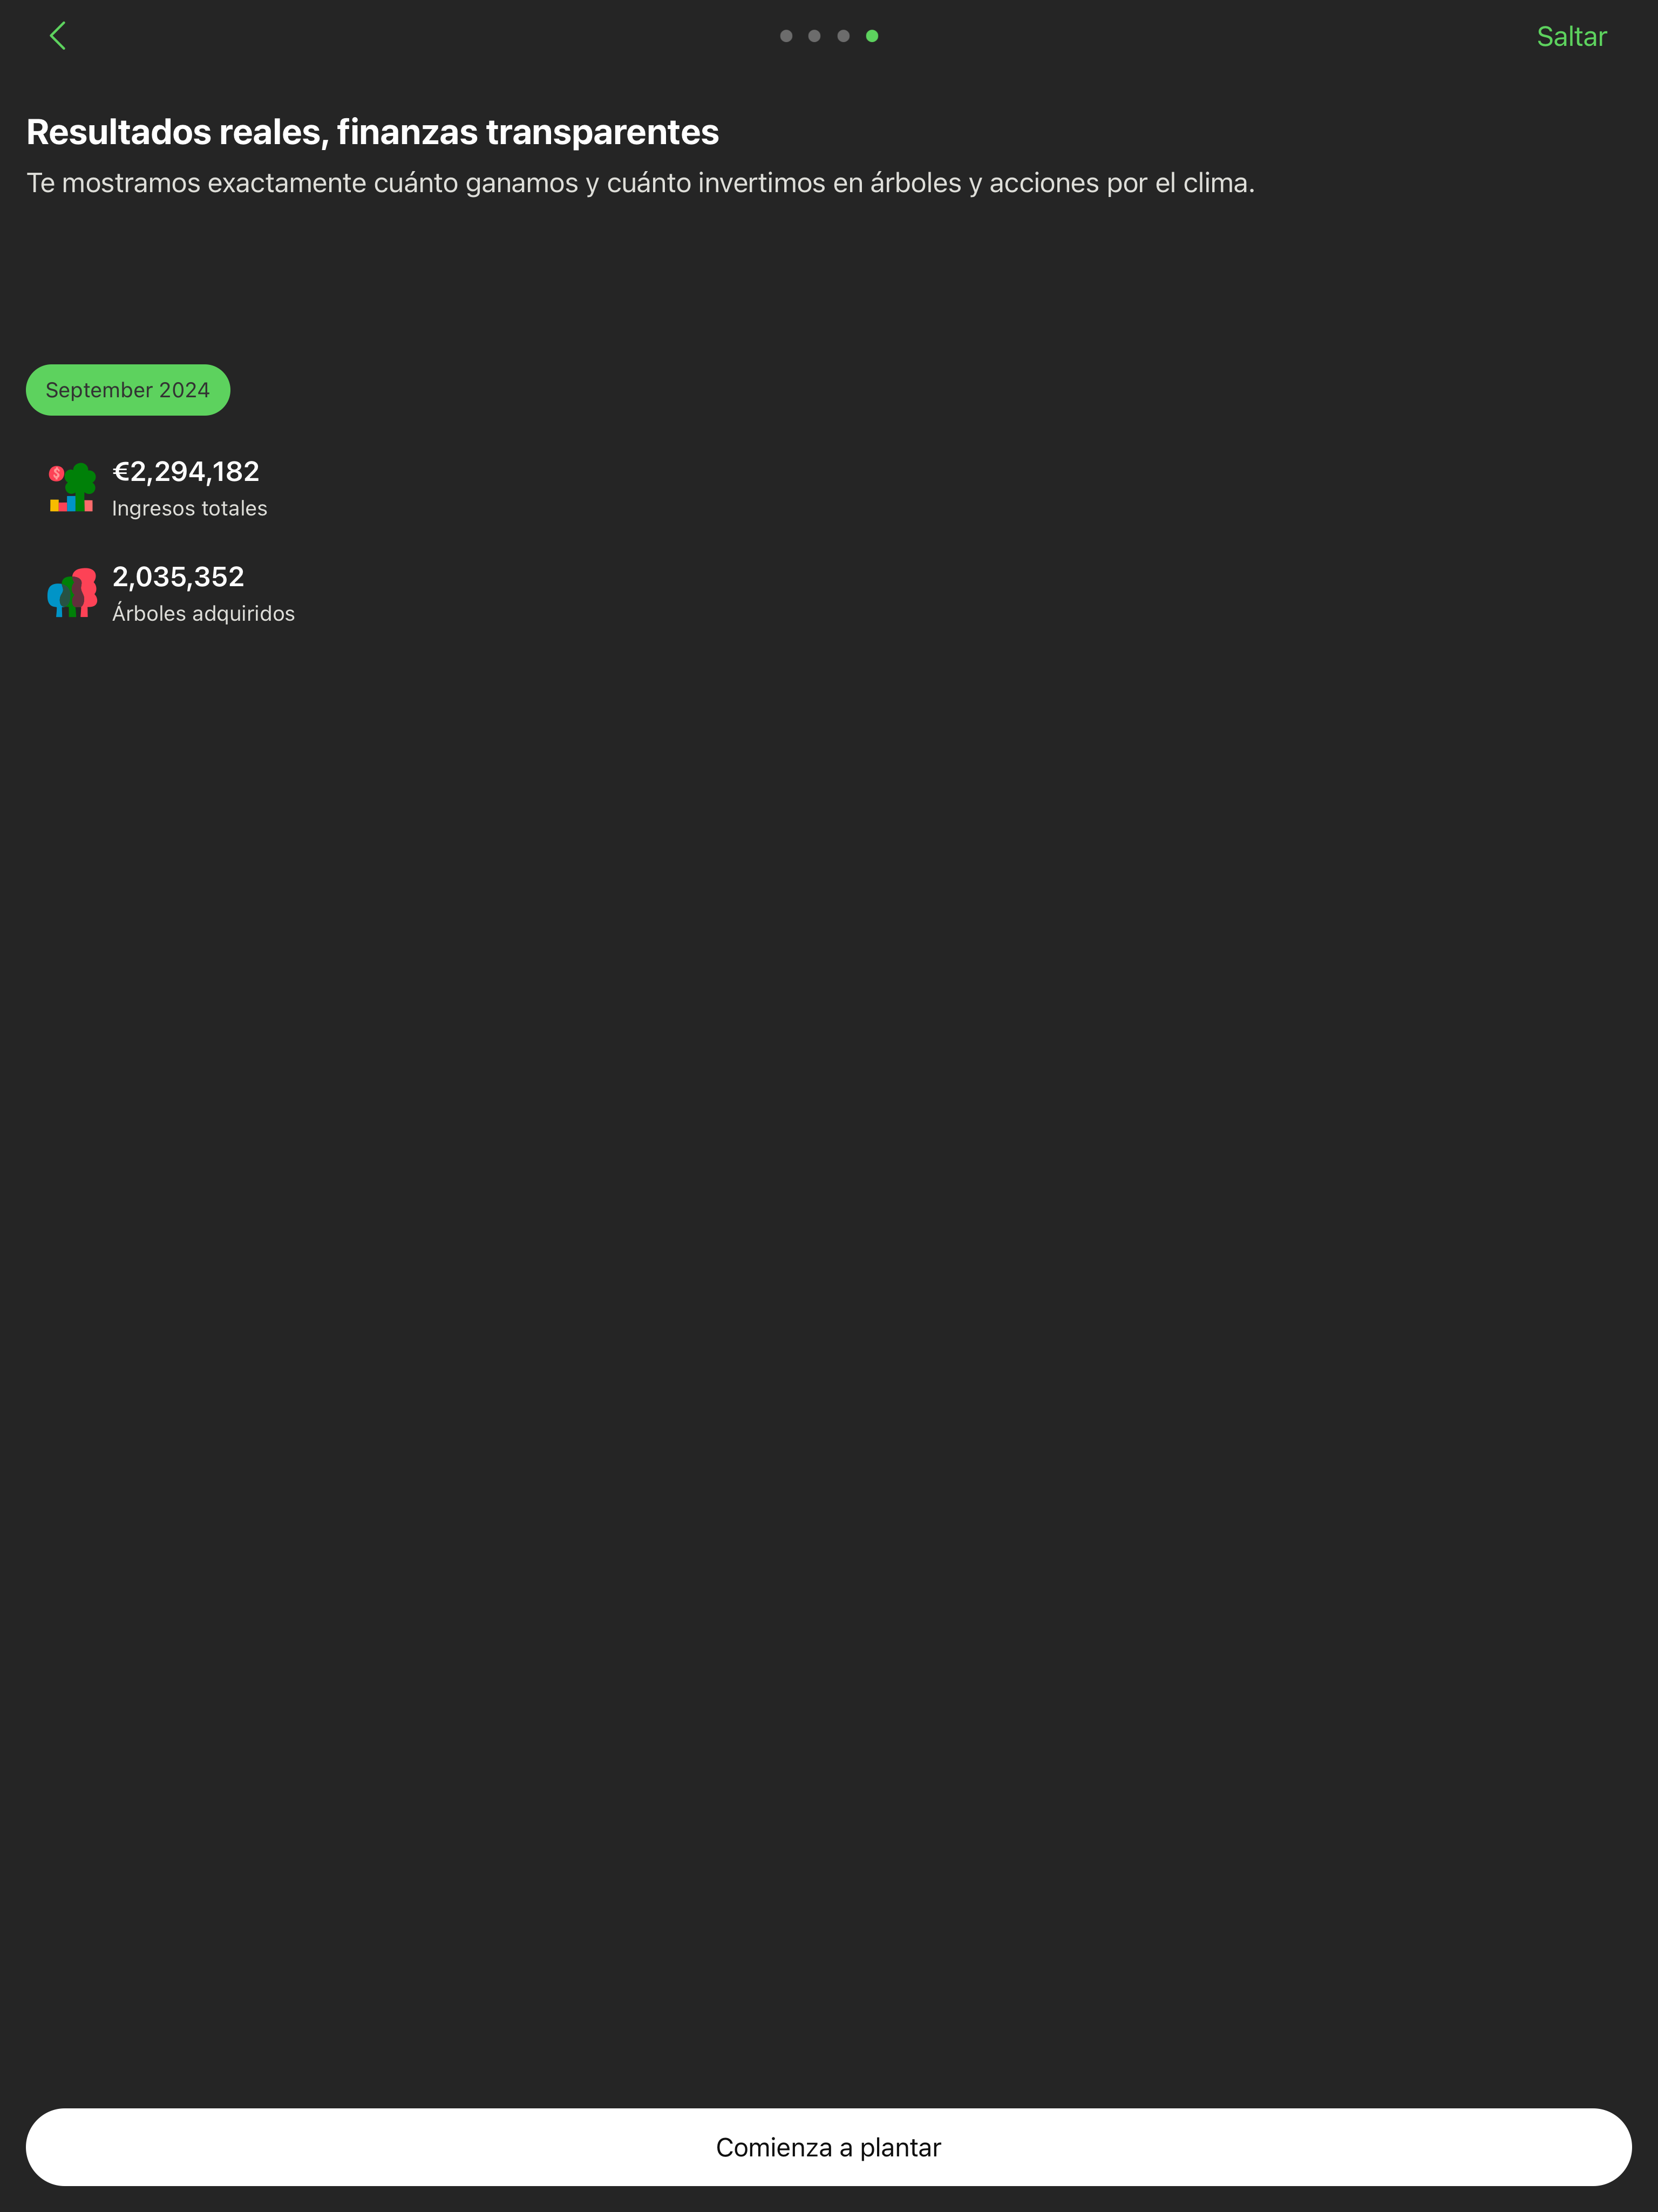 Saltar
Resultados reales, finanzas transparentes
Te mostramos exactamente cuánto ganamos y cuánto invertimos en árboles y acciones por el clima.
September 2024
€2,294,182
Ingresos totales
2,035,352
Árboles adquiridos
Comienza a plantar